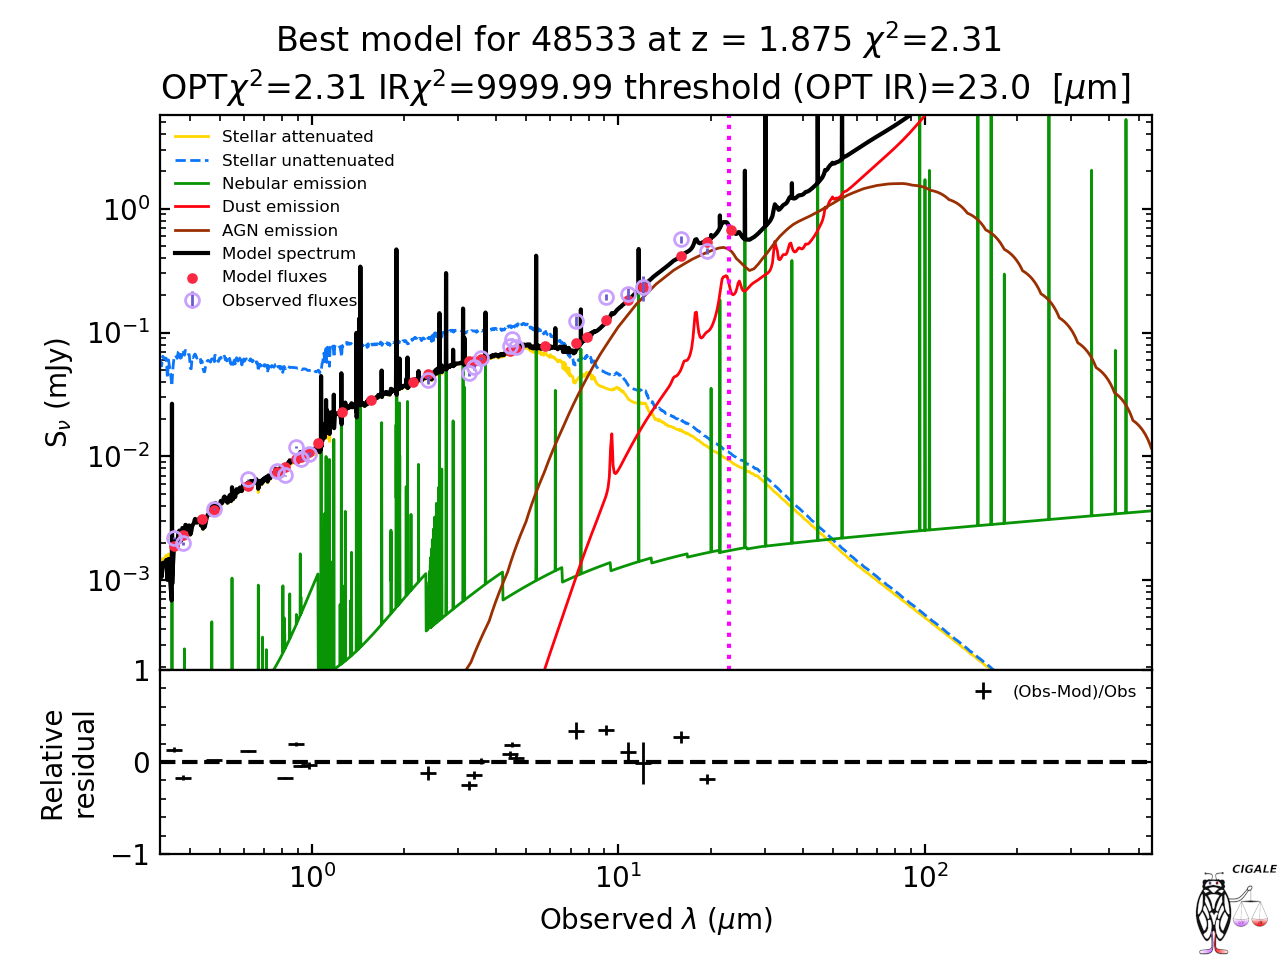 Best model for 48533 at z = 1.875 χ²=2.31
OPTχ²=2.31 IRχ²=9999.99 threshold (OPT IR)=23.0 [μm]
Stellar attenuated
Stellar unattenuated
Nebular emission
Dust emission
AGN emission
Model spectrum
Model fluxes
Observed fluxes
10⁰
10⁻¹
10⁻²
10⁻³
S_ν (mJy)
1
0
−1
Relative
residual
(Obs-Mod)/Obs
10⁰ 10¹ 10²
Observed λ (μm)
CIGALE